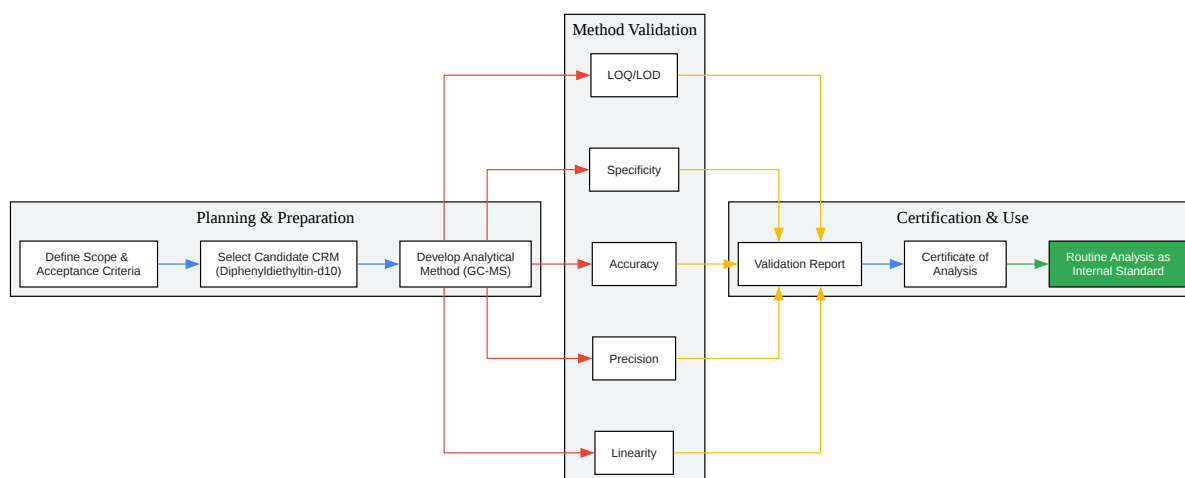 Method Validation
LOQ/LOD
Specificity
Planning & Preparation
Define Scope &
Acceptance Criteria
Select Candidate CRM
(Diphenyldiethyltin-d10)
Develop Analytical
Method (GC-MS)
Accuracy
Precision
Linearity
Certification & Use
Validation Report
Certificate of
Analysis
Routine Analysis as
Internal Standard